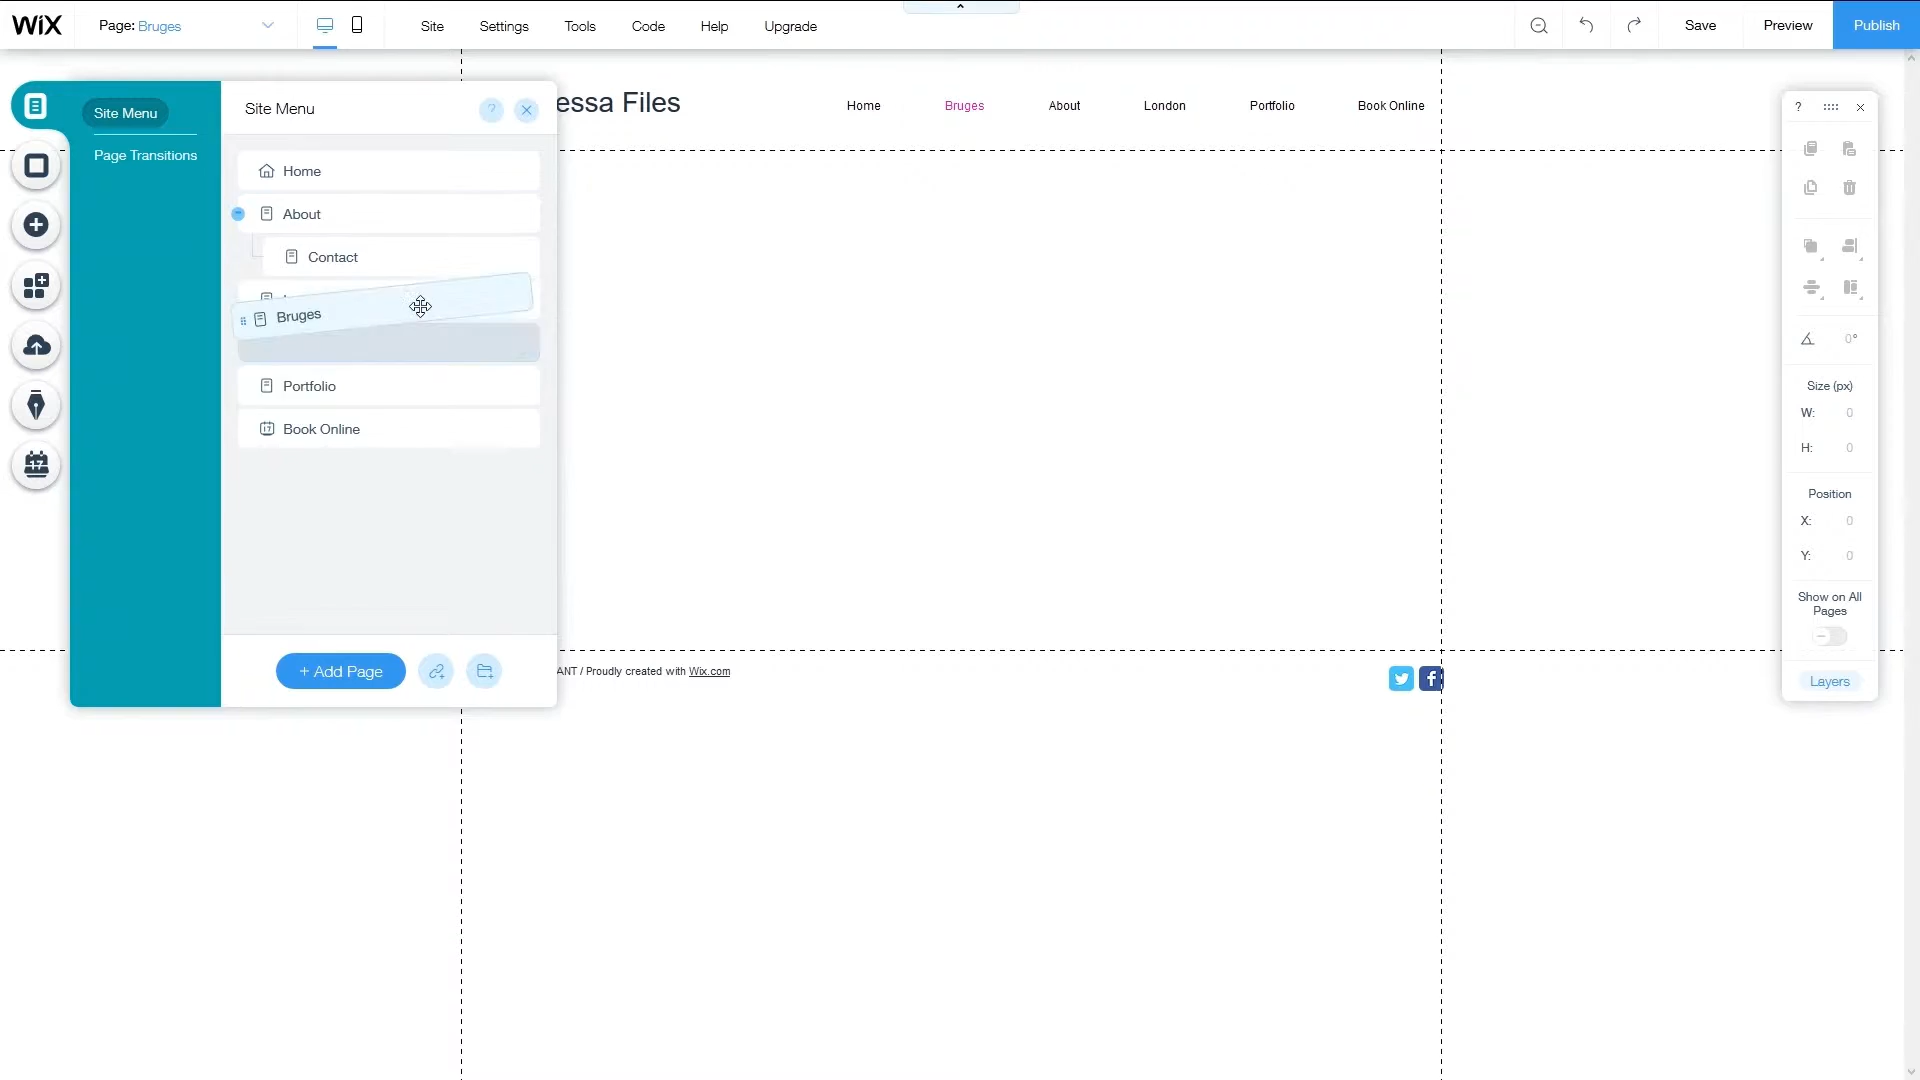 WiX
Page: Bruges
Site
Settings
Tools
Code
Help
Upgrade
Save
Preview
Publish
Site Menu
Page Transitions
Site Menu
?
Home
About
Contact
Bruges
Portfolio
17
Book Online
+ Add Page
17
essa Files
Home
Bruges
About
London
Portfolio
Book Online
ANT / Proudly created with Wix.com
?
0°
Size (px)
W: 0
H: 0
Position
X: 0
Y: 0
Show on All
Pages
Layers